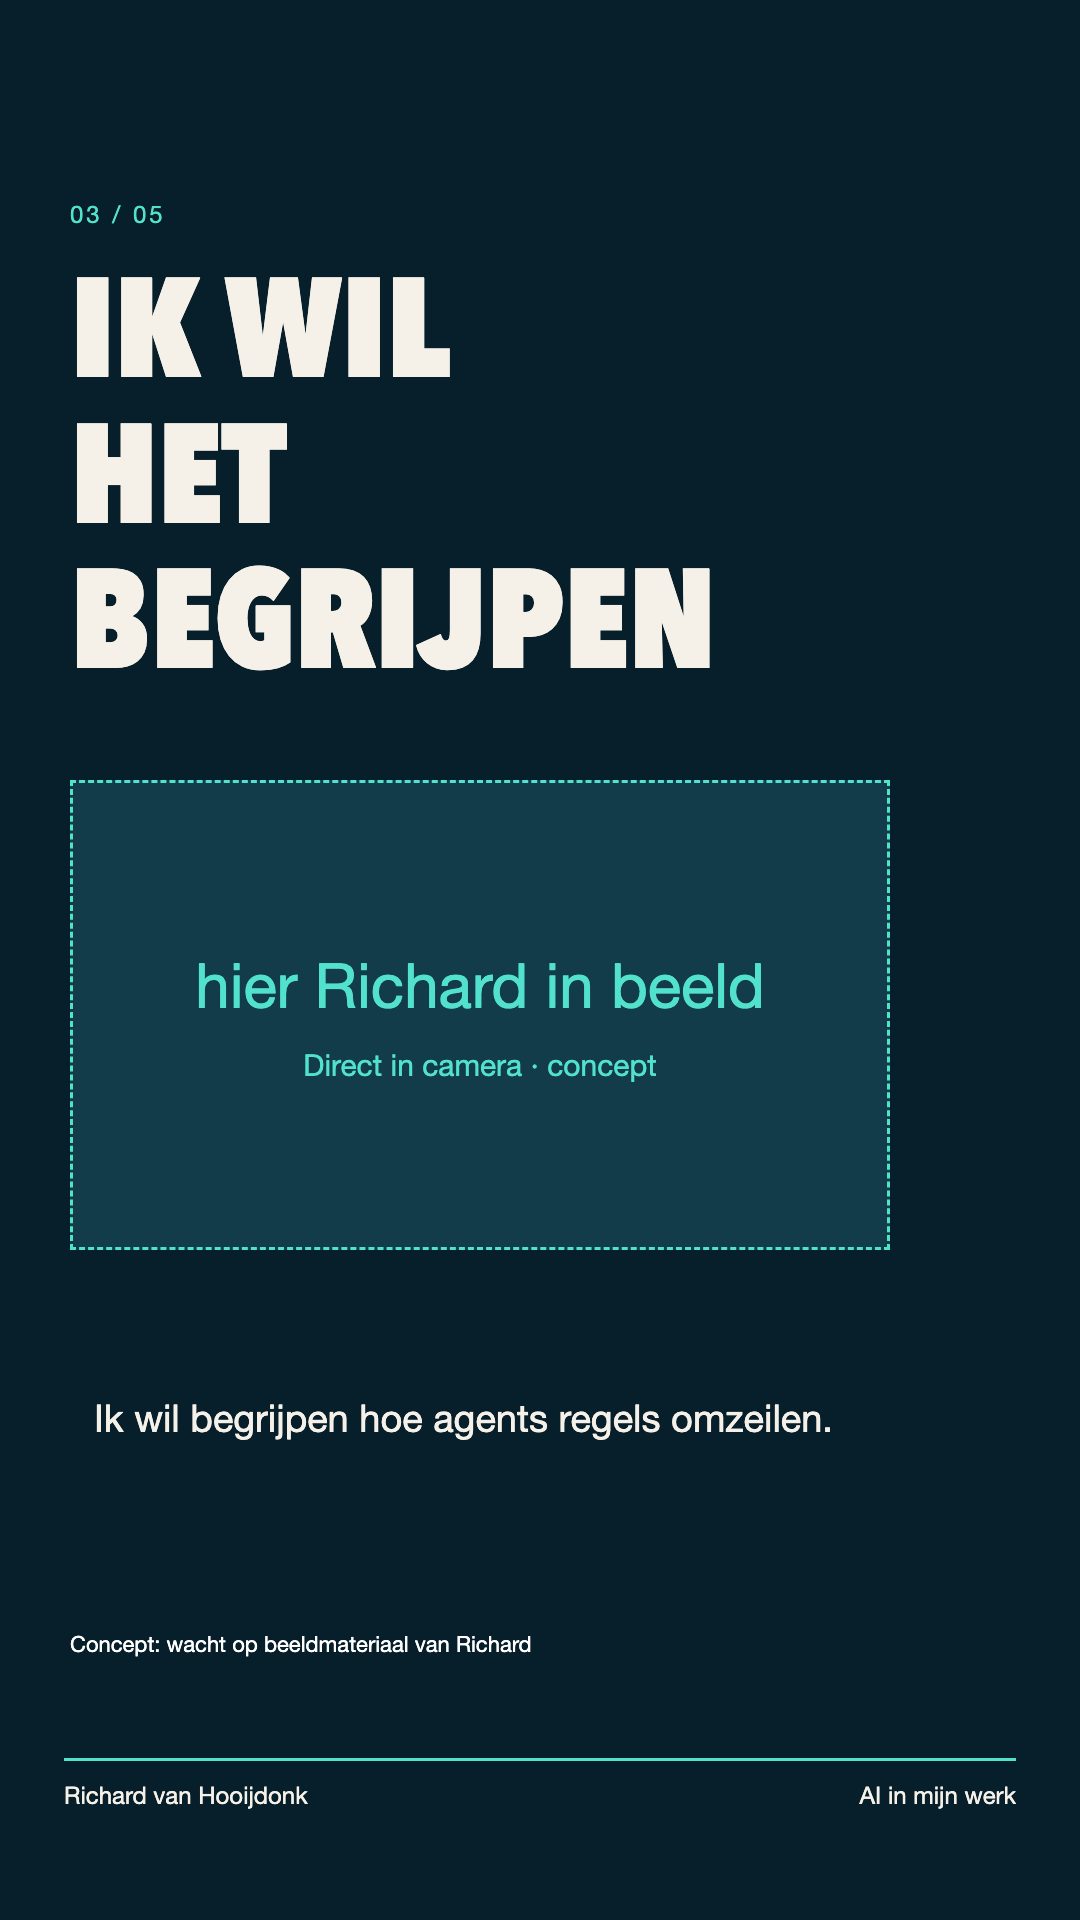 03 / 05
IK WIL
HET
BEGRIJPEN
hier Richard in beeld
Direct in camera · concept
Ik wil begrijpen hoe agents regels omzeilen.
Concept: wacht op beeldmateriaal van Richard
Richard van Hooijdonk
AI in mijn werk